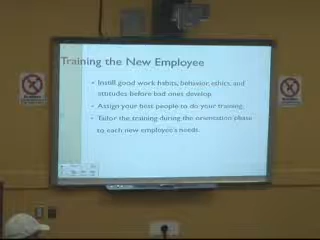 Training the New Employee
• Instill good work habits, behavior, ethics, and
attitudes before bad ones develop.
• Assign your best people to do your training.
• Tailor the training during the orientation phase
to each new employee's needs.